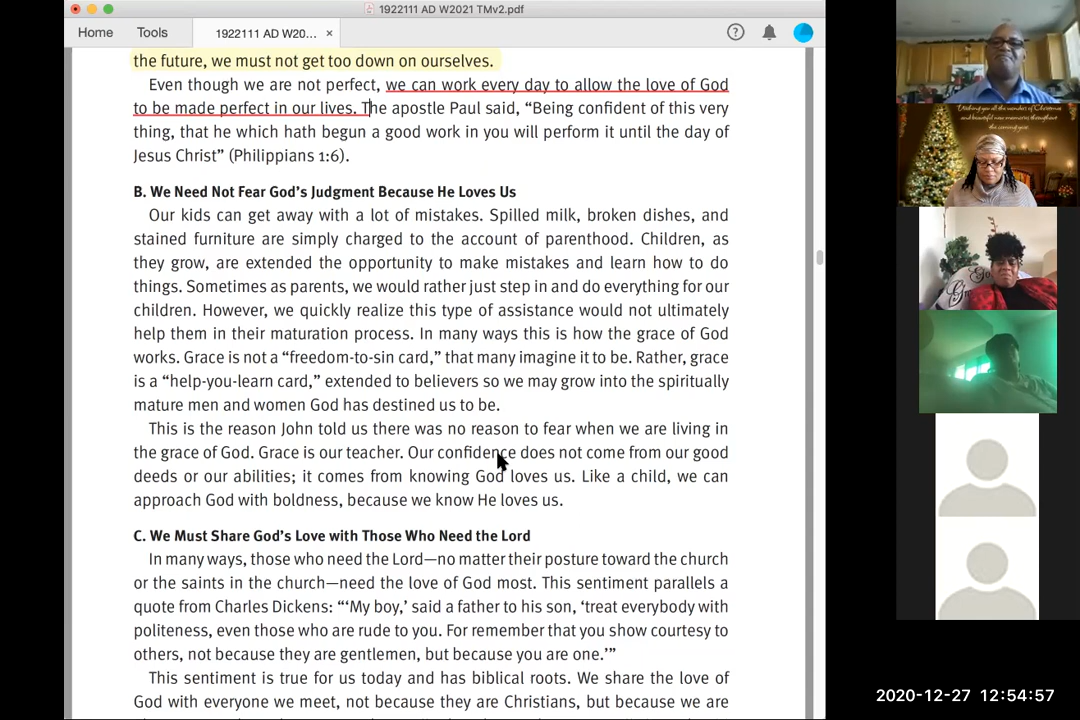 1922111 AD W2021 TMv2.pdf
Home Tools 1922111 AD W20... ×
the future, we must not get too down on ourselves.
Even though we are not perfect, we can work every day to allow the love of God
to be made perfect in our lives. The apostle Paul said, “Being confident of this very
thing, that he which hath begun a good work in you will perform it until the day of
Jesus Christ” (Philippians 1:6).
B. We Need Not Fear God’s Judgment Because He Loves Us
Our kids can get away with a lot of mistakes. Spilled milk, broken dishes, and
stained furniture are simply charged to the account of parenthood. Children, as
they grow, are extended the opportunity to make mistakes and learn how to do
things. Sometimes as parents, we would rather just step in and do everything for our
children. However, we quickly realize this type of assistance would not ultimately
help them in their maturation process. In many ways this is how the grace of God
works. Grace is not a “freedom-to-sin card,” that many imagine it to be. Rather, grace
is a “help-you-learn card,” extended to believers so we may grow into the spiritually
mature men and women God has destined us to be.
This is the reason John told us there was no reason to fear when we are living in
the grace of God. Grace is our teacher. Our confidence does not come from our good
deeds or our abilities; it comes from knowing God loves us. Like a child, we can
approach God with boldness, because we know He loves us.
C. We Must Share God’s Love with Those Who Need the Lord
In many ways, those who need the Lord—no matter their posture toward the church
or the saints in the church—need the love of God most. This sentiment parallels a
quote from Charles Dickens: “‘My boy,’ said a father to his son, ‘treat everybody with
politeness, even those who are rude to you. For remember that you show courtesy to
others, not because they are gentlemen, but because you are one.’”
This sentiment is true for us today and has biblical roots. We share the love of
God with everyone we meet, not because they are Christians, but because we are
Wishing you all the wonders of Christmas
and beautiful new memories throughout
the coming year.
2020-12-27 12:54:57